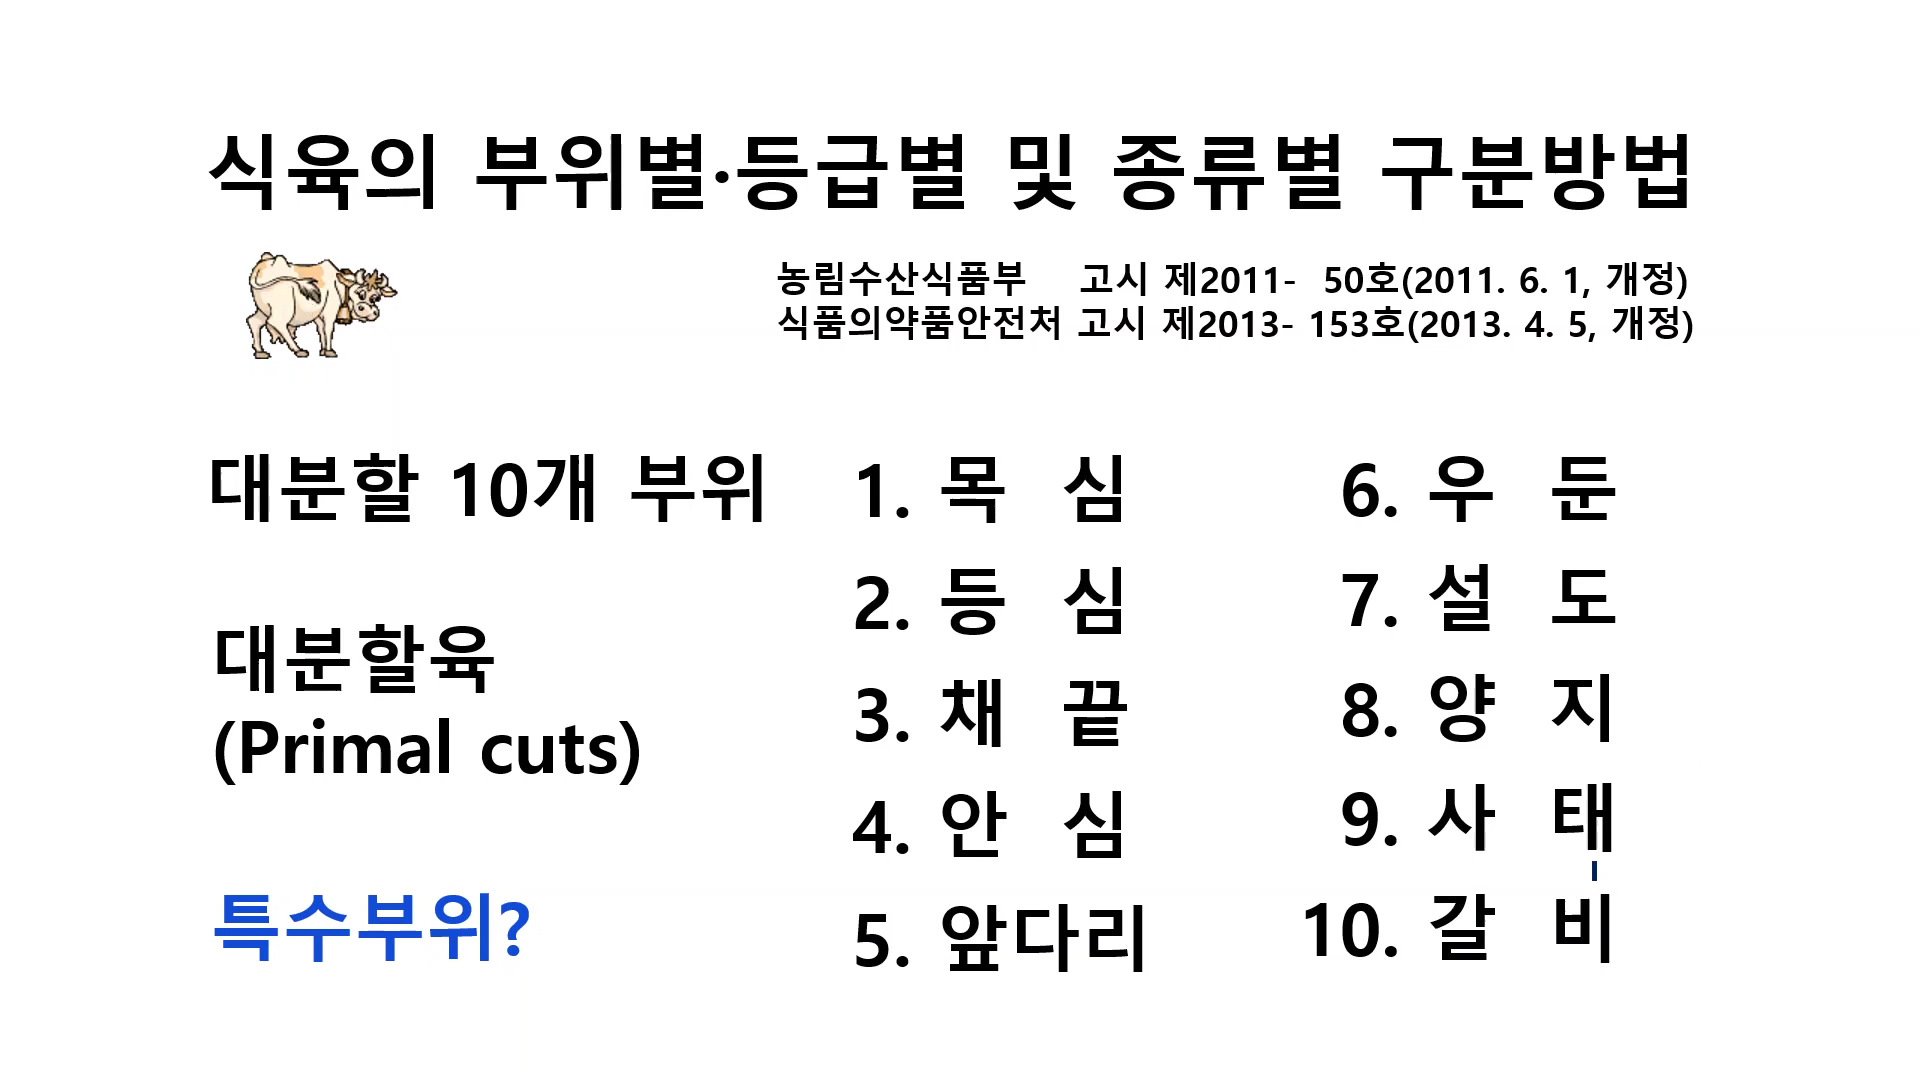 식육의 부위별·등급별 및 종류별 구분방법
농림수산식품부 고시 제2011- 50호(2011. 6. 1, 개정)
식품의약품안전처 고시 제2013- 153호(2013. 4. 5, 개정)
대분할 10개 부위
대분할육
(Primal cuts)
특수부위?
1. 목 심
2. 등 심
3. 채 끝
4. 안 심
5. 앞다리
6. 우 둔
7. 설 도
8. 양 지
9. 사 태
10. 갈 비